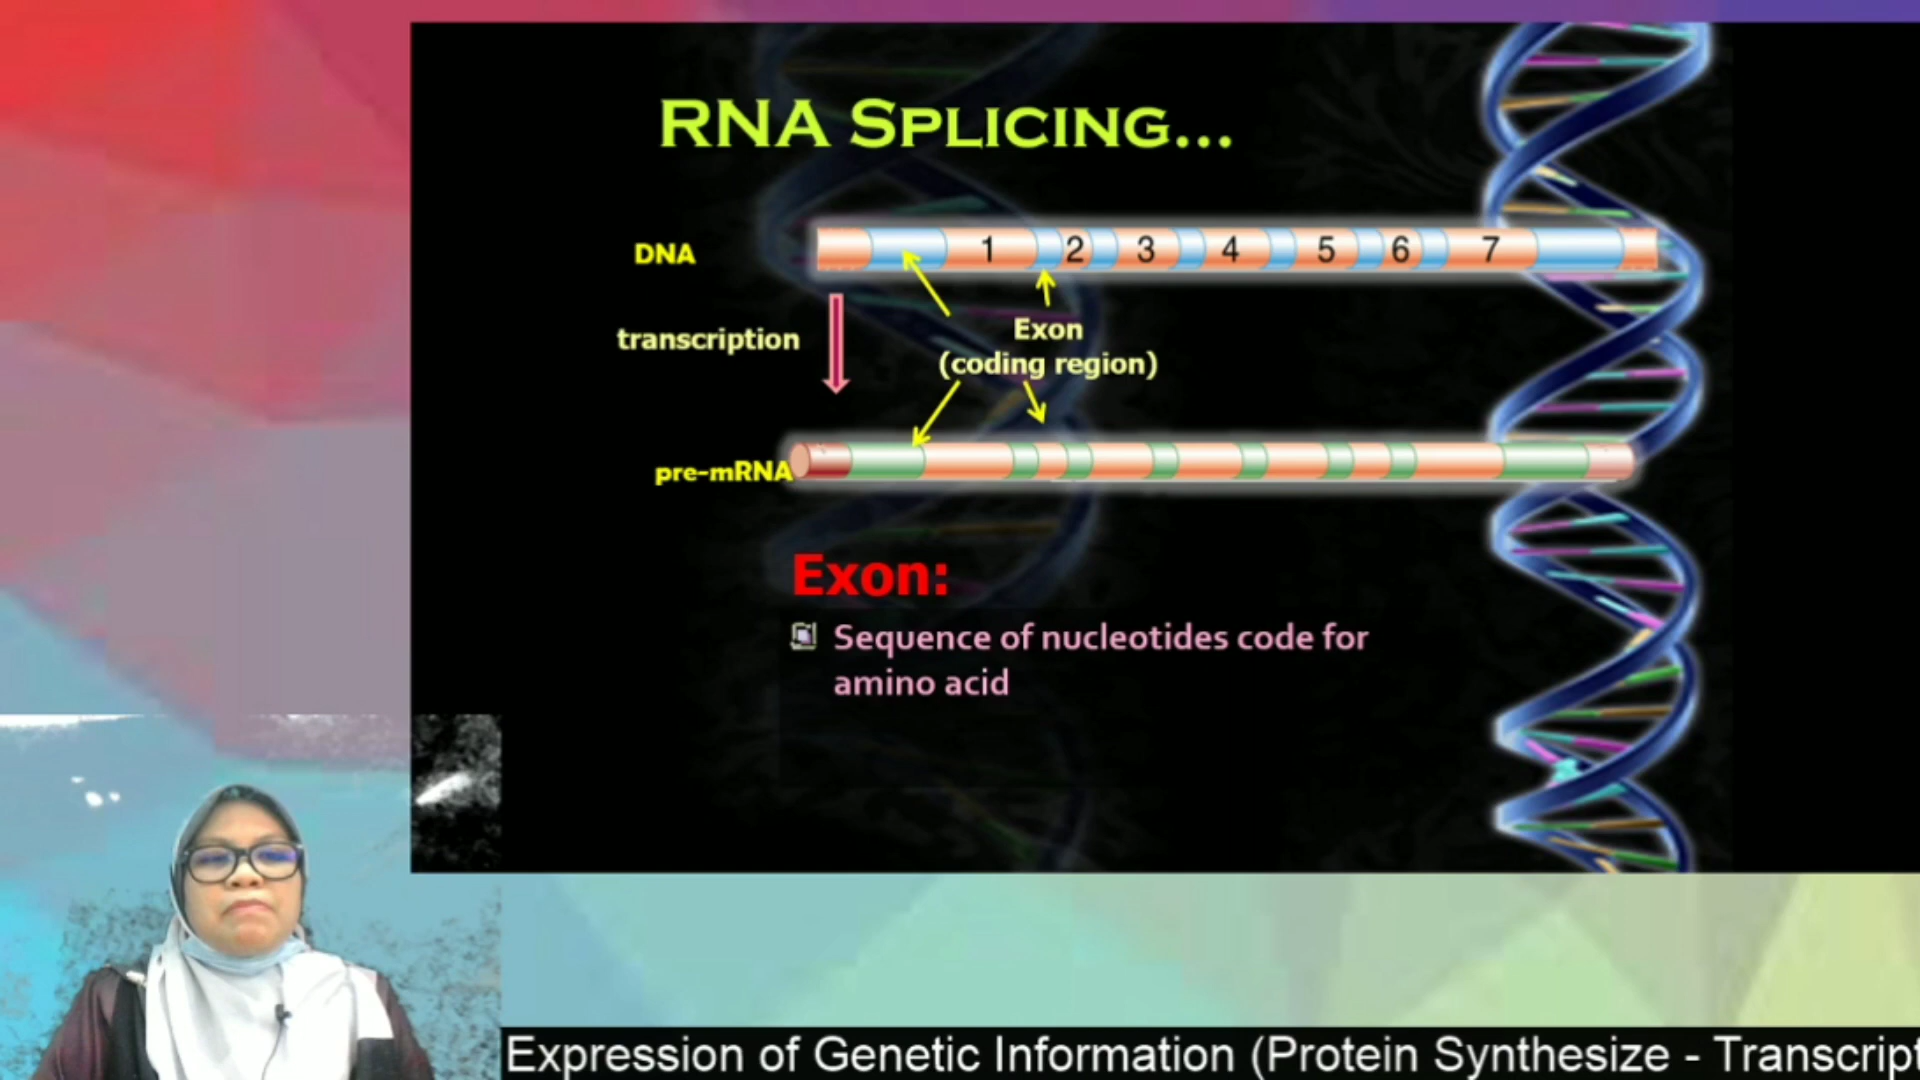 RNA SPLICING...
DNA
1 2 3 4 5 6 7
transcription
Exon
(coding region)
pre-mRNA
Exon:
Sequence of nucleotides code for
amino acid
Expression of Genetic Information (Protein Synthesize - Transcript